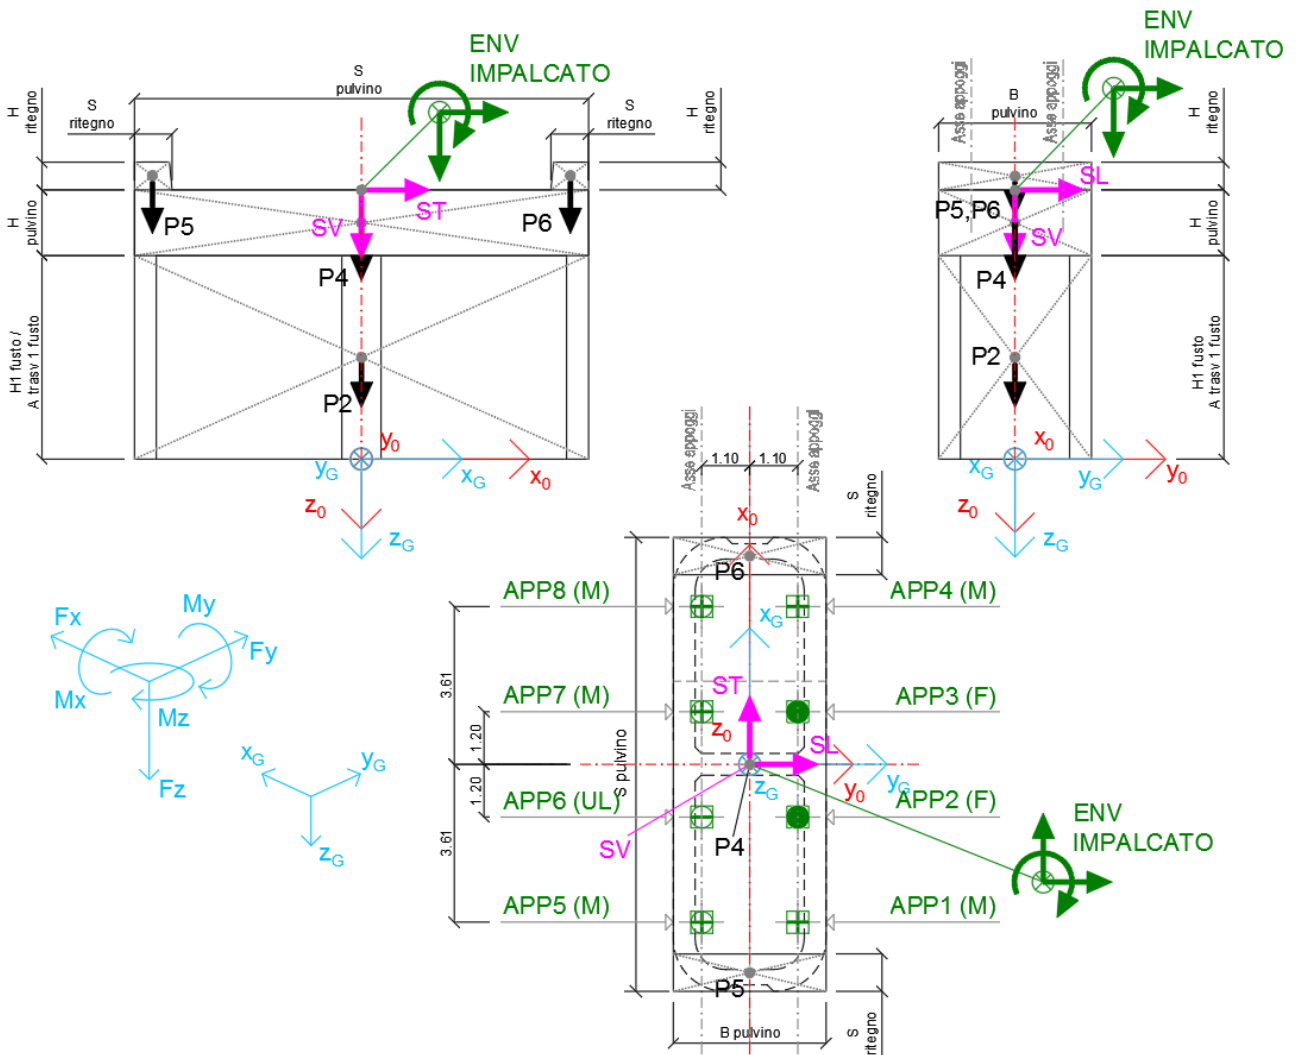 ENV
IMPALCATO
S
pulvino
H
ritegno
S
ritegno
S
ritegno
H
ritegno
P5
P6
ST
SV
P4
H
pulvino
H1 fusto /
A trasv 1 fusto
P2
y0
yG
xG
x0
z0
zG
ENV
IMPALCATO
Asse appoggi
B
pulvino
Asse appoggi
H
ritegno
SL
P5,P6
SV
H
pulvino
P4
P2
H1 fusto
A trasv 1 fusto
x0
xG
yG
y0
z0
zG
Asse appoggi
1.10
1.10
Asse appoggi
S
ritegno
x0
P6
APP8 (M)
APP4 (M)
xG
3.61
ST
APP7 (M)
APP3 (F)
1.20
z0
SL
S pulvino
zG
y0
yG
1.20
APP6 (UL)
APP2 (F)
3.61
SV
P4
ENV
IMPALCATO
APP5 (M)
APP1 (M)
P5
B pulvino
S
ritegno
Fx
My
Fy
Mx
Mz
Fz
xG
yG
zG